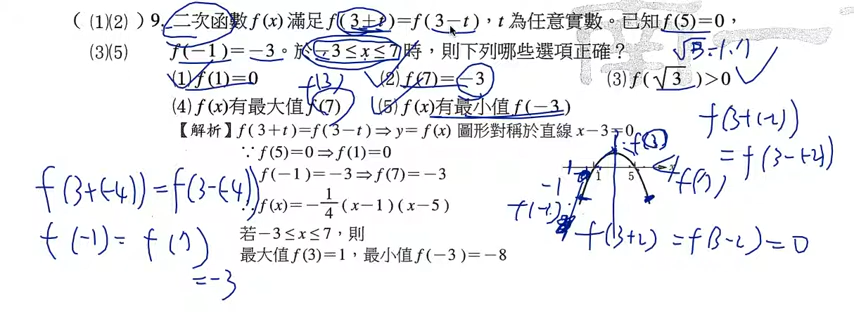 ( (1)(2) ) 9. 二次函數 f(x) 滿足 f(3+t)=f(3−t),t 為任意實數。已知 f(5)=0,
(3)(5) f(−1)=−3。於 −3≤x≤7 時,則下列哪些選項正確?
(1) f(1)=0 (2) f(7)=−3 (3) f(√3)>0
f(3)
(4) f(x)有最大值 f(7) (5) f(x)有最小值 f(−3)
【解析】f(3+t)=f(3−t)⇒y=f(x) 圖形對稱於直線 x−3=0
∵f(5)=0⇒f(1)=0
f(−1)=−3⇒f(7)=−3
∴f(x)=−1/4(x−1)(x−5)
若−3≤x≤7,則
最大值 f(3)=1,最小值 f(−3)=−8
f(3+(-4))=f(3-(-4))
f(-1)=f(7)
=-3
f(3+(-2))
=f(3-(-2))
f(3)
1 5
f(7)
-1
f(3+2)=f(3-2)=0